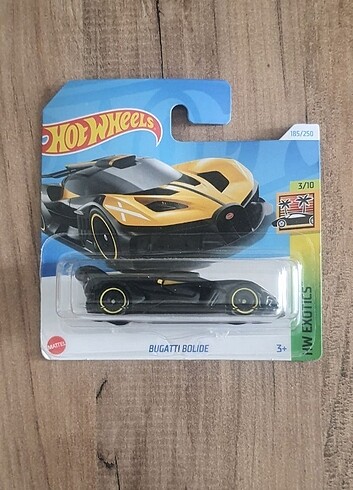 Hot Wheels
185/250
3/10
HW EXOTICS
MATTEL
BUGATTI BOLIDE
3+